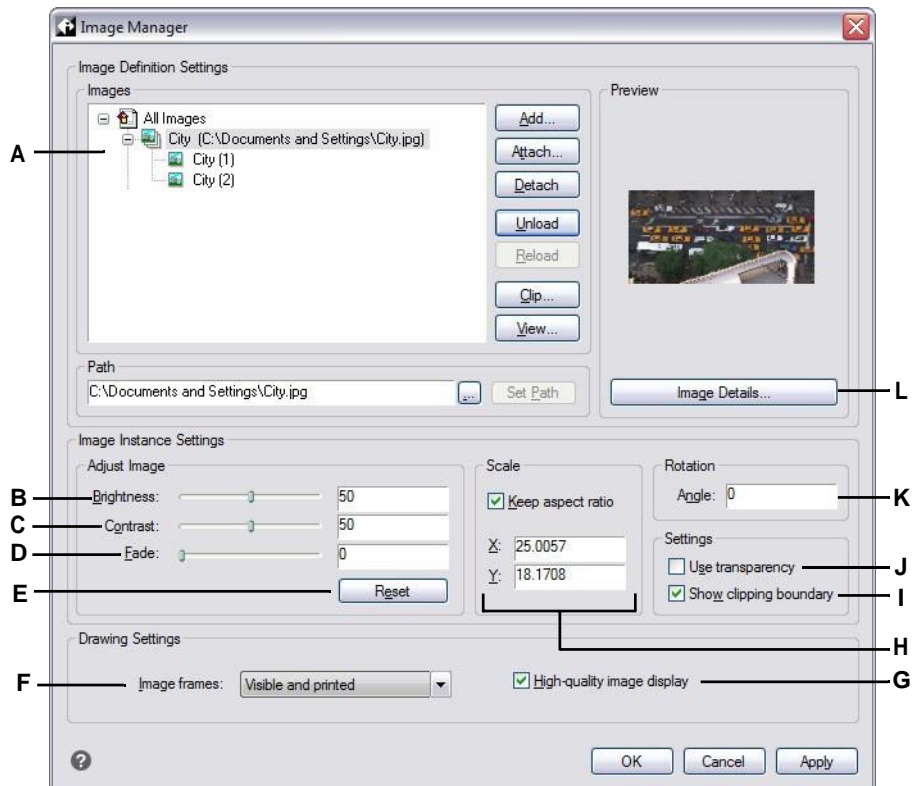 Image Manager
Image Definition Settings
Images
All Images
City (C:\Documents and Settings\City.jpg)
City (1)
City (2)
Add...
Attach...
Detach
Unload
Reload
Clip...
View...
Preview
A
Path
C:\Documents and Settings\City.jpg
...
Set Path
Image Details...
L
Image Instance Settings
Adjust Image
B
Brightness:
50
C
Contrast:
50
D
Fade:
0
E
Reset
Scale
Keep aspect ratio
X:
25.0057
Y:
18.1708
H
Rotation
Angle:
0
K
Settings
Use transparency
J
Show clipping boundary
I
Drawing Settings
F
Image frames:
Visible and printed
High-quality image display
G
?
OK
Cancel
Apply